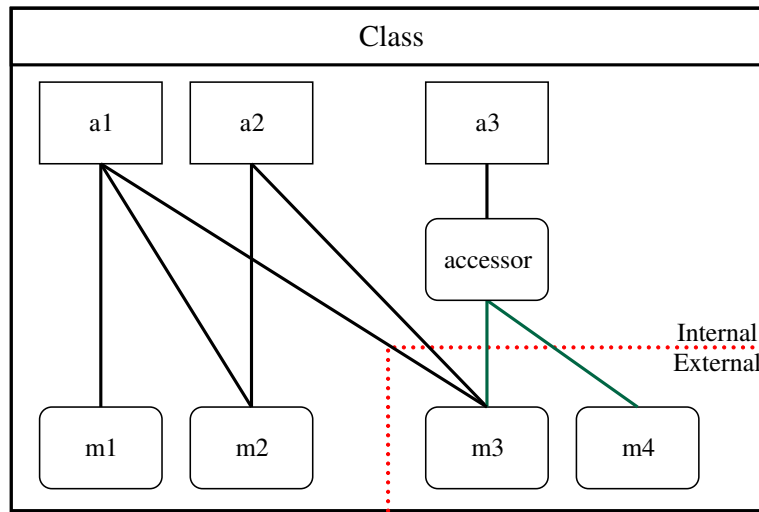 Class
a1
a2
a3
accessor
Internal
External
m1
m2
m3
m4